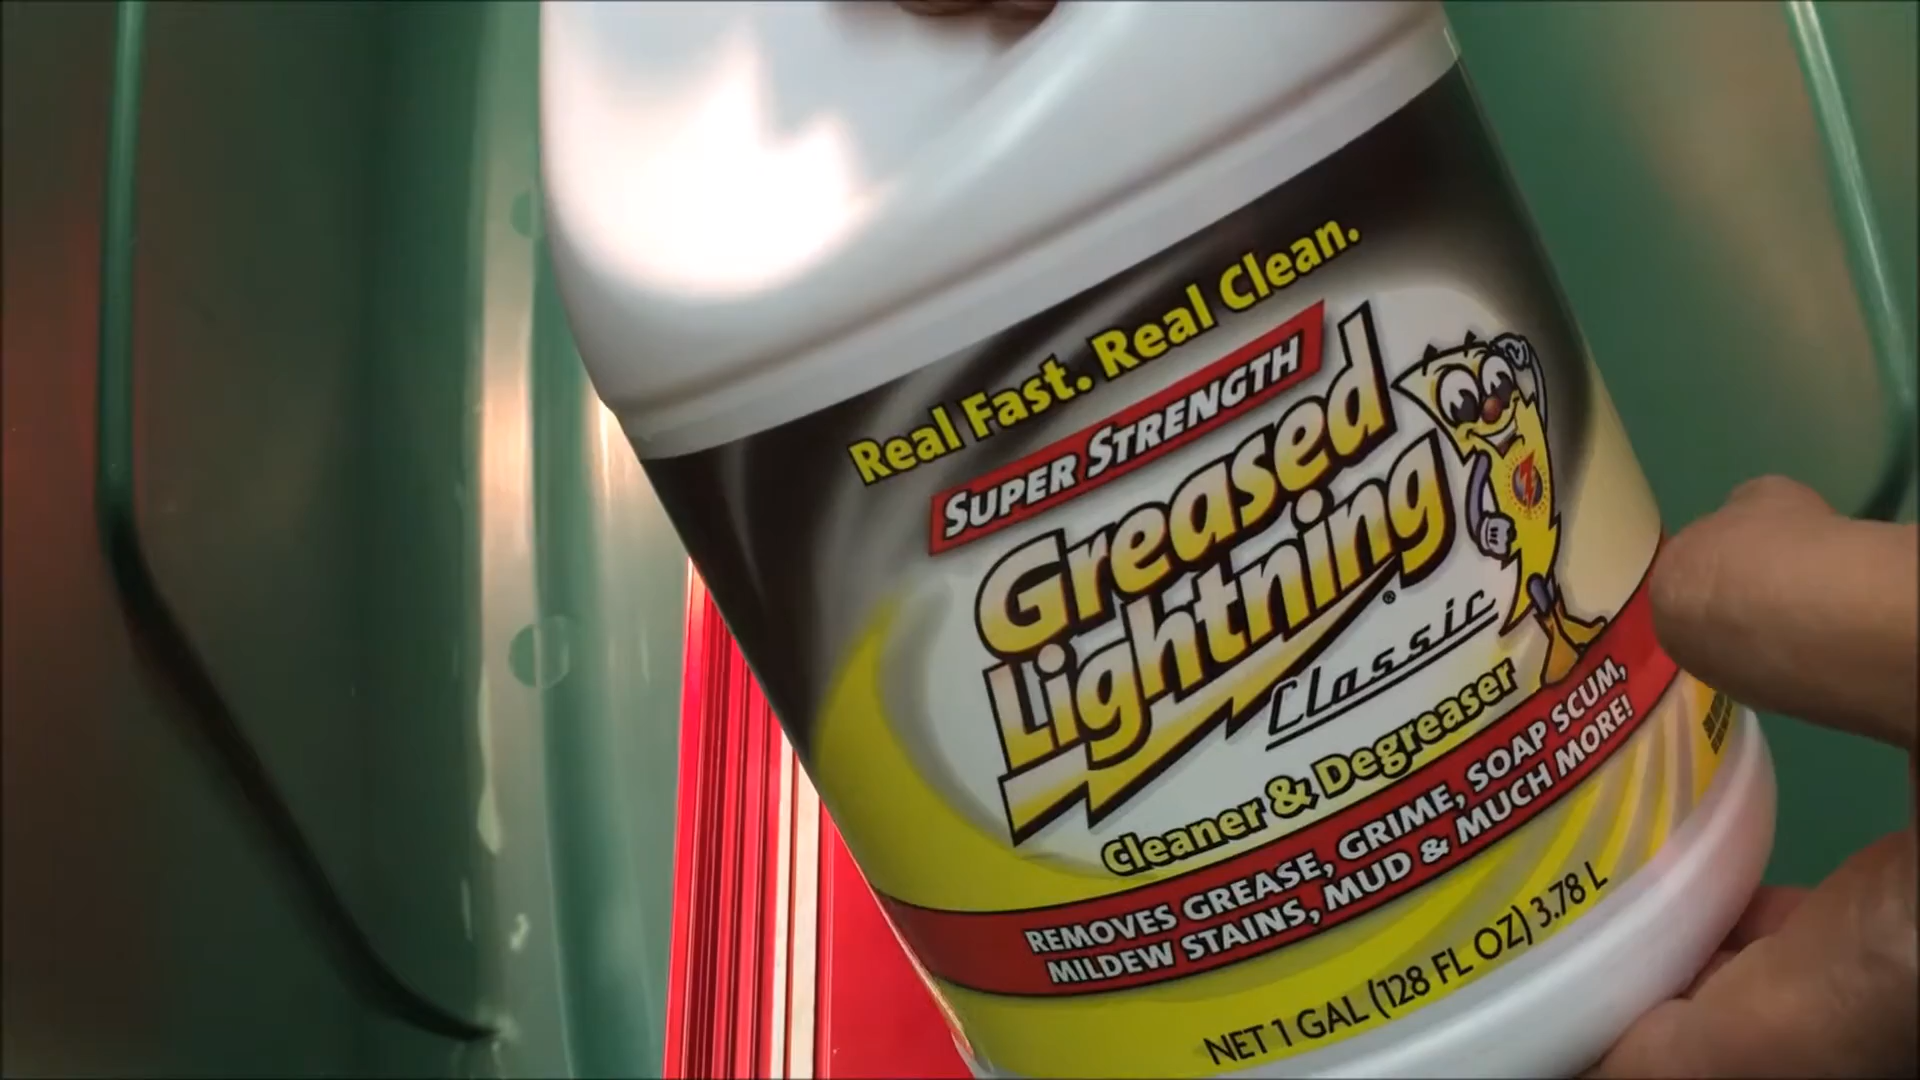 Real Fast. Real Clean.
SUPER STRENGTH
Greased
Lightning®
Classic
Cleaner & Degreaser
REMOVES GREASE, GRIME, SOAP SCUM,
MILDEW STAINS, MUD & MUCH MORE!
NET 1 GAL (128 FL OZ) 3.78 L